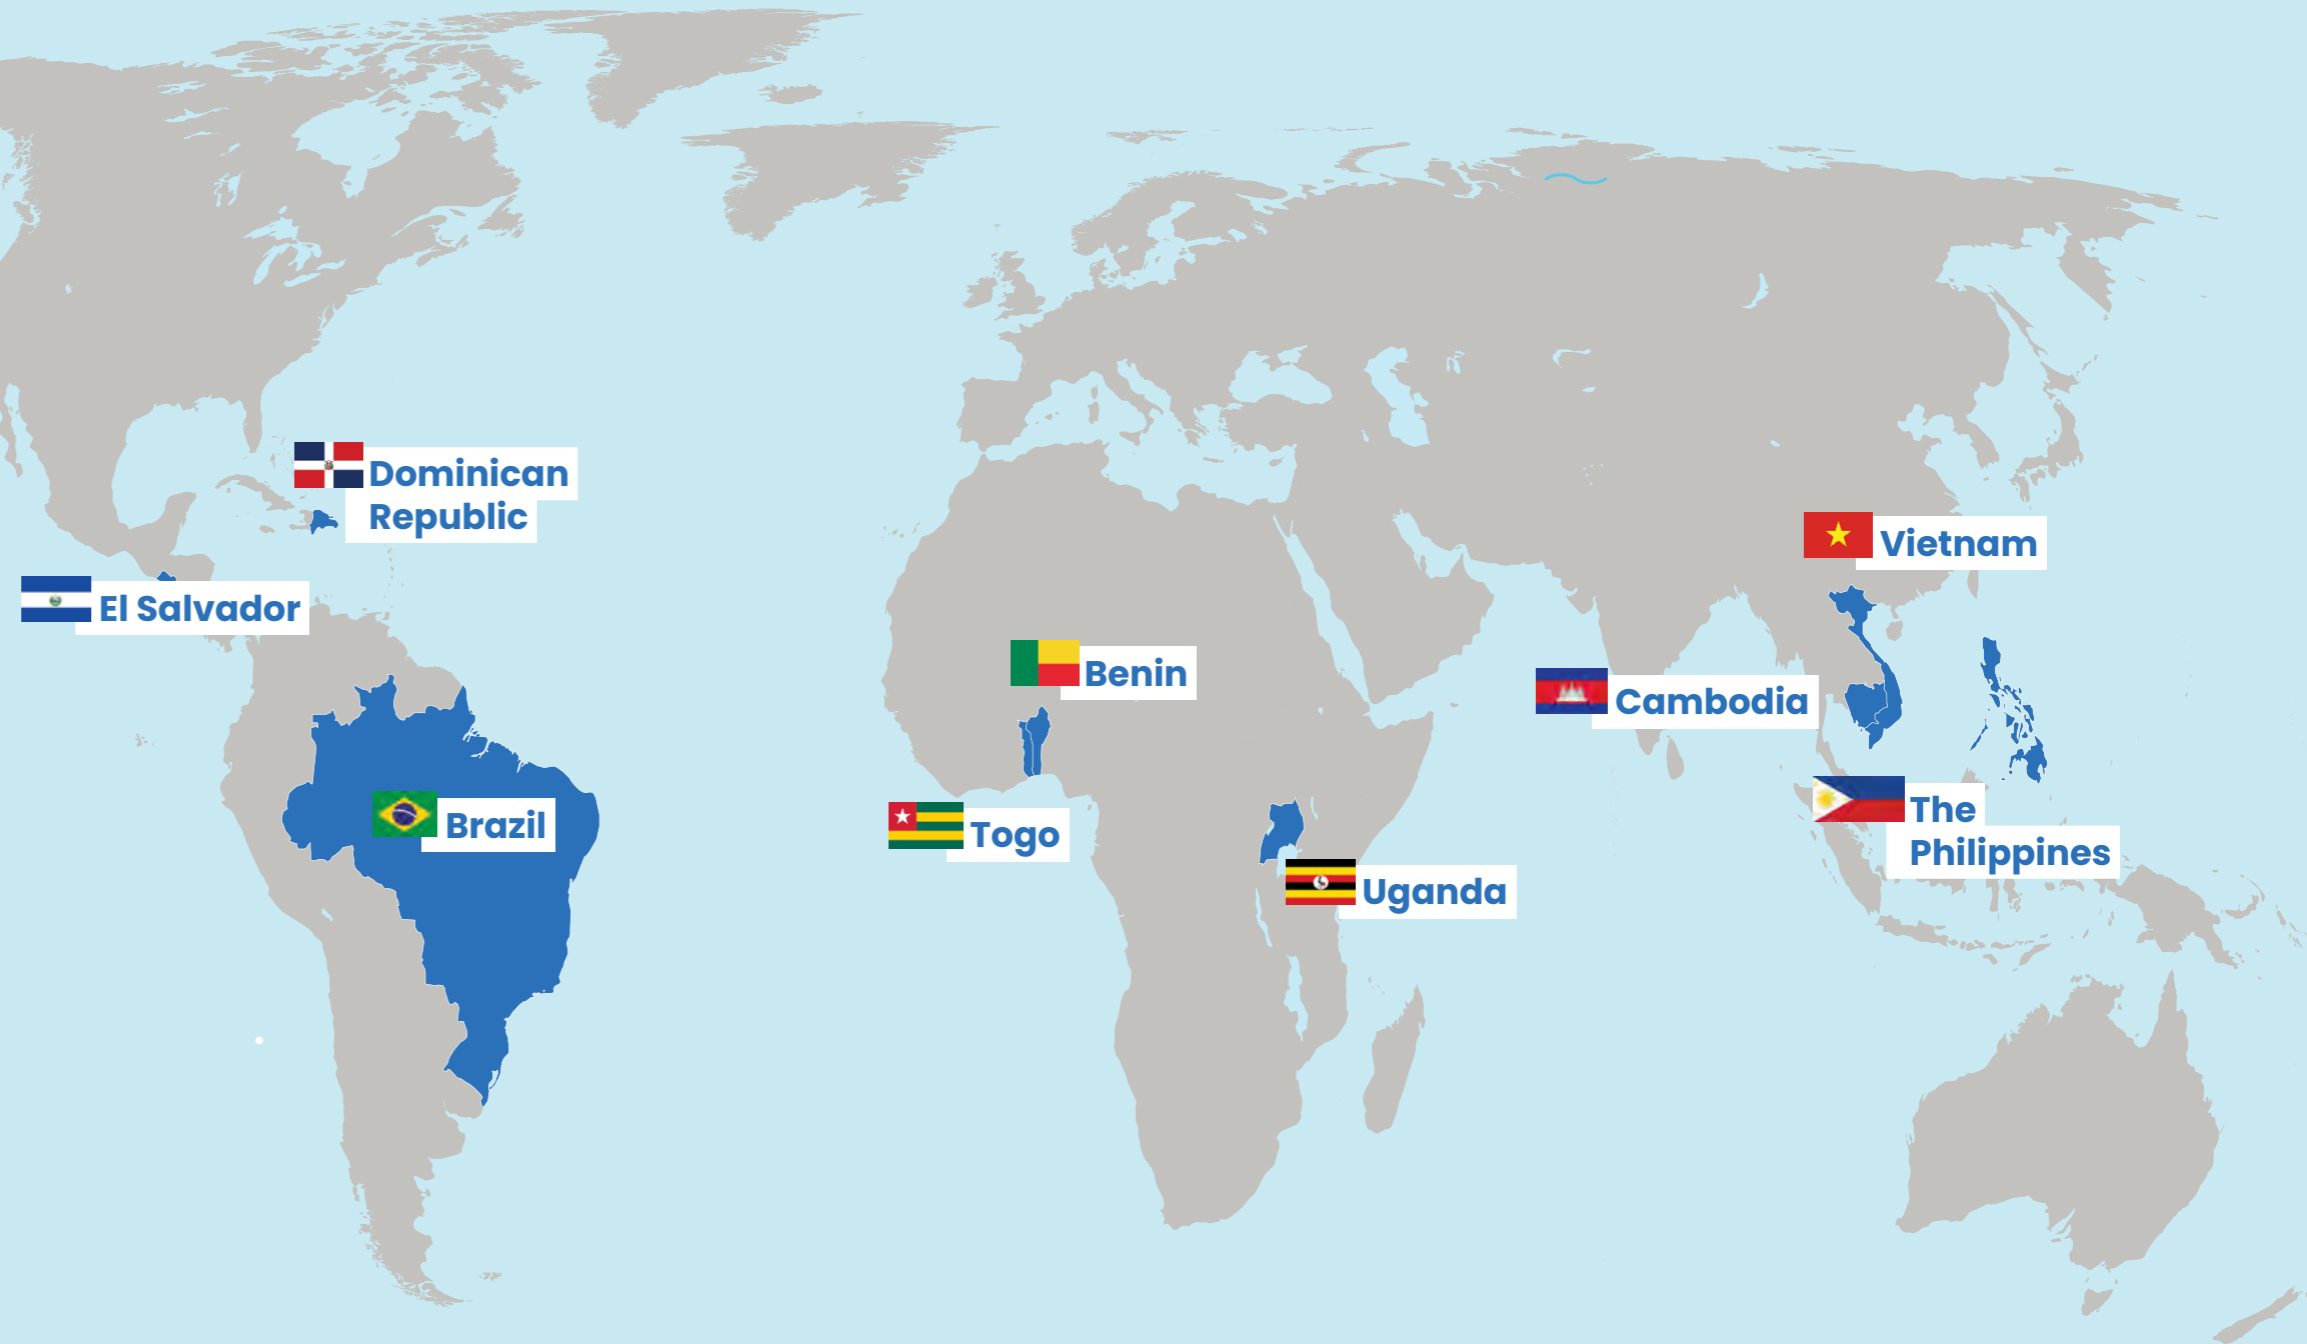 Dominican
Republic
Vietnam
El Salvador
Benin
Cambodia
Brazil
Togo
The
Philippines
Uganda